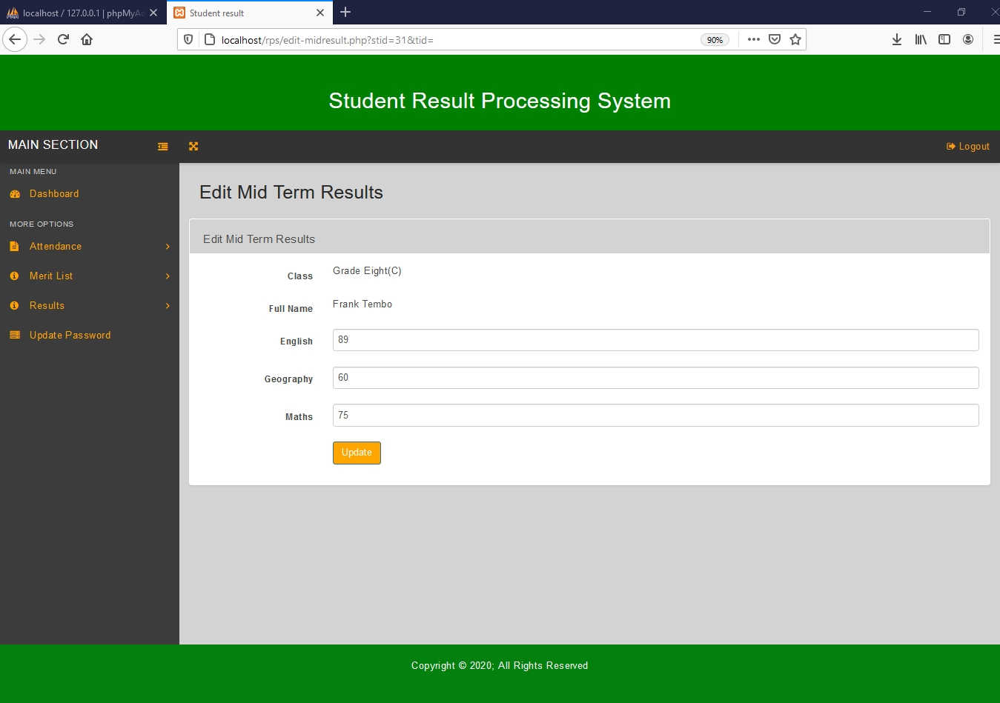 localhost / 127.0.0.1 | phpMyAd
Student result
localhost/rps/edit-midresult.php?stid=31&tid=
90%
Student Result Processing System
MAIN SECTION
Logout
MAIN MENU
Dashboard
MORE OPTIONS
Attendance
Merit List
Results
Update Password
Edit Mid Term Results
Edit Mid Term Results
Class Grade Eight(C)
Full Name Frank Tembo
English 89
Geography 60
Maths 75
Update
Copyright © 2020; All Rights Reserved